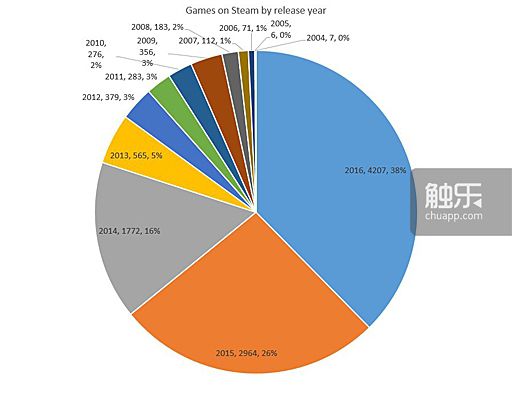 Games on Steam by release year
2005,
6, 0%
2006, 71, 1%
2008, 183, 2%
2004, 7, 0%
2009,
356,
3%
2007, 112, 1%
2010,
276,
2%
2011, 283, 3%
2012, 379, 3%
2013, 565, 5%
2016, 4207, 38%
触乐
chuapp.com
2014, 1772, 16%
2015, 2964, 26%